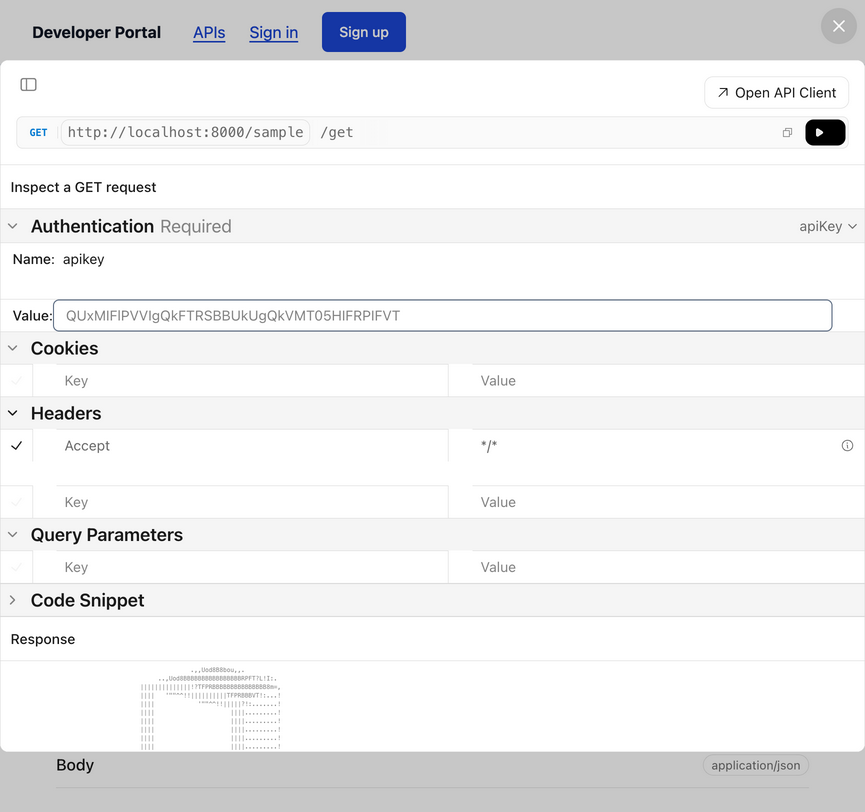 Developer Portal APIs Sign in Sign up
Open API Client
GET http://localhost:8000/sample /get
Inspect a GET request
Authentication Required apiKey
Name: apikey
Value: QUxMIFlPVVIgQkFTRSBBUkUgQkVMT05HIFRPIFVT
Cookies
Key Value
Headers
Accept */*
Key Value
Query Parameters
Key Value
Code Snippet
Response
Body application/json